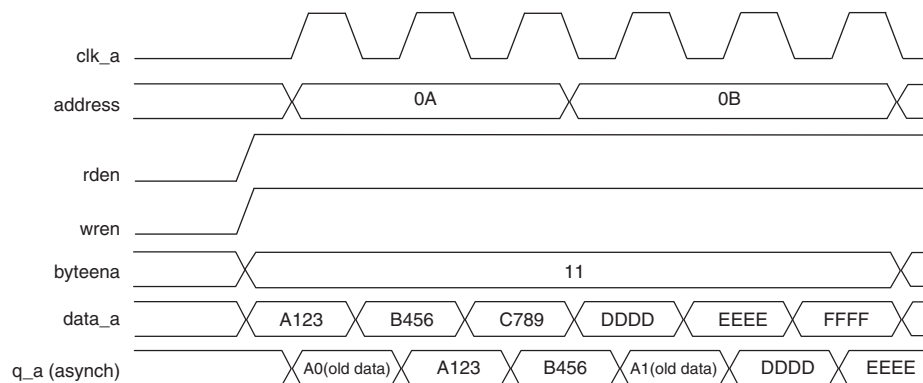 clk_a
address 0A 0B
rden
wren
byteena 11
data_a A123 B456 C789 DDDD EEEE FFFF
q_a (asynch) A0(old data) A123 B456 A1(old data) DDDD EEEE